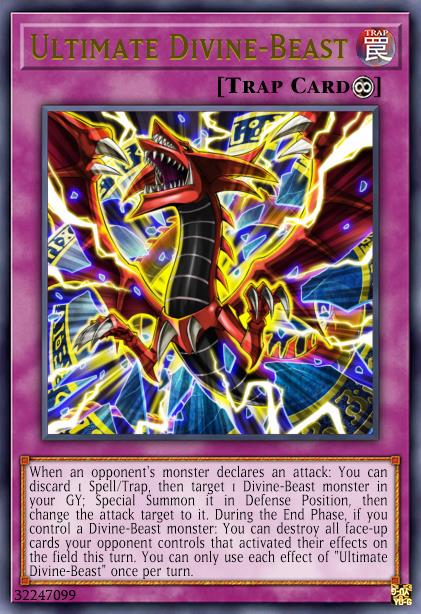 ULTIMATE DIVINE-BEAST
TRAP
罠
[TRAP CARD]
When an opponent's monster declares an attack: You can
discard 1 Spell/Trap, then target 1 Divine-Beast monster in
your GY; Special Summon it in Defense Position, then
change the attack target to it. During the End Phase, if you
control a Divine-Beast monster: You can destroy all face-up
cards your opponent controls that activated their effects on
the field this turn. You can only use each effect of "Ultimate
Divine-Beast" once per turn.
32247099